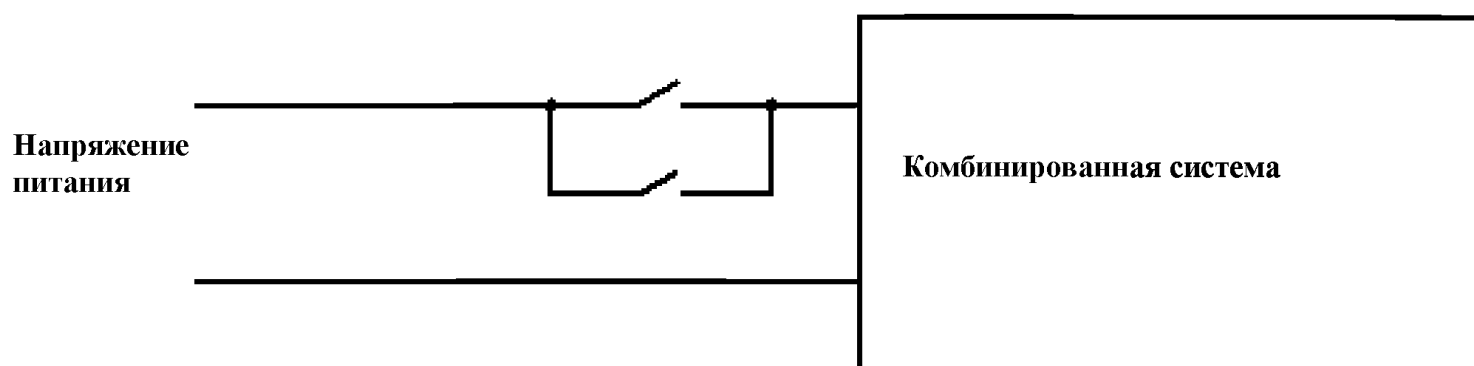 Напряжение
питания
Комбинированная система